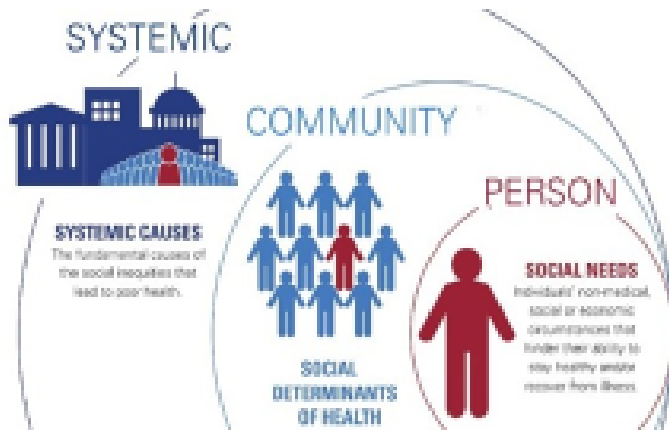 SYSTEMIC
SYSTEMIC CAUSES
The fundamental causes of
the social inequities that
lead to poor health.
COMMUNITY
SOCIAL
DETERMINANTS
OF HEALTH
PERSON
SOCIAL NEEDS
Individuals' non-medical,
social or economic
circumstances that
hinder their ability to
stay healthy and/or
recover from illness.